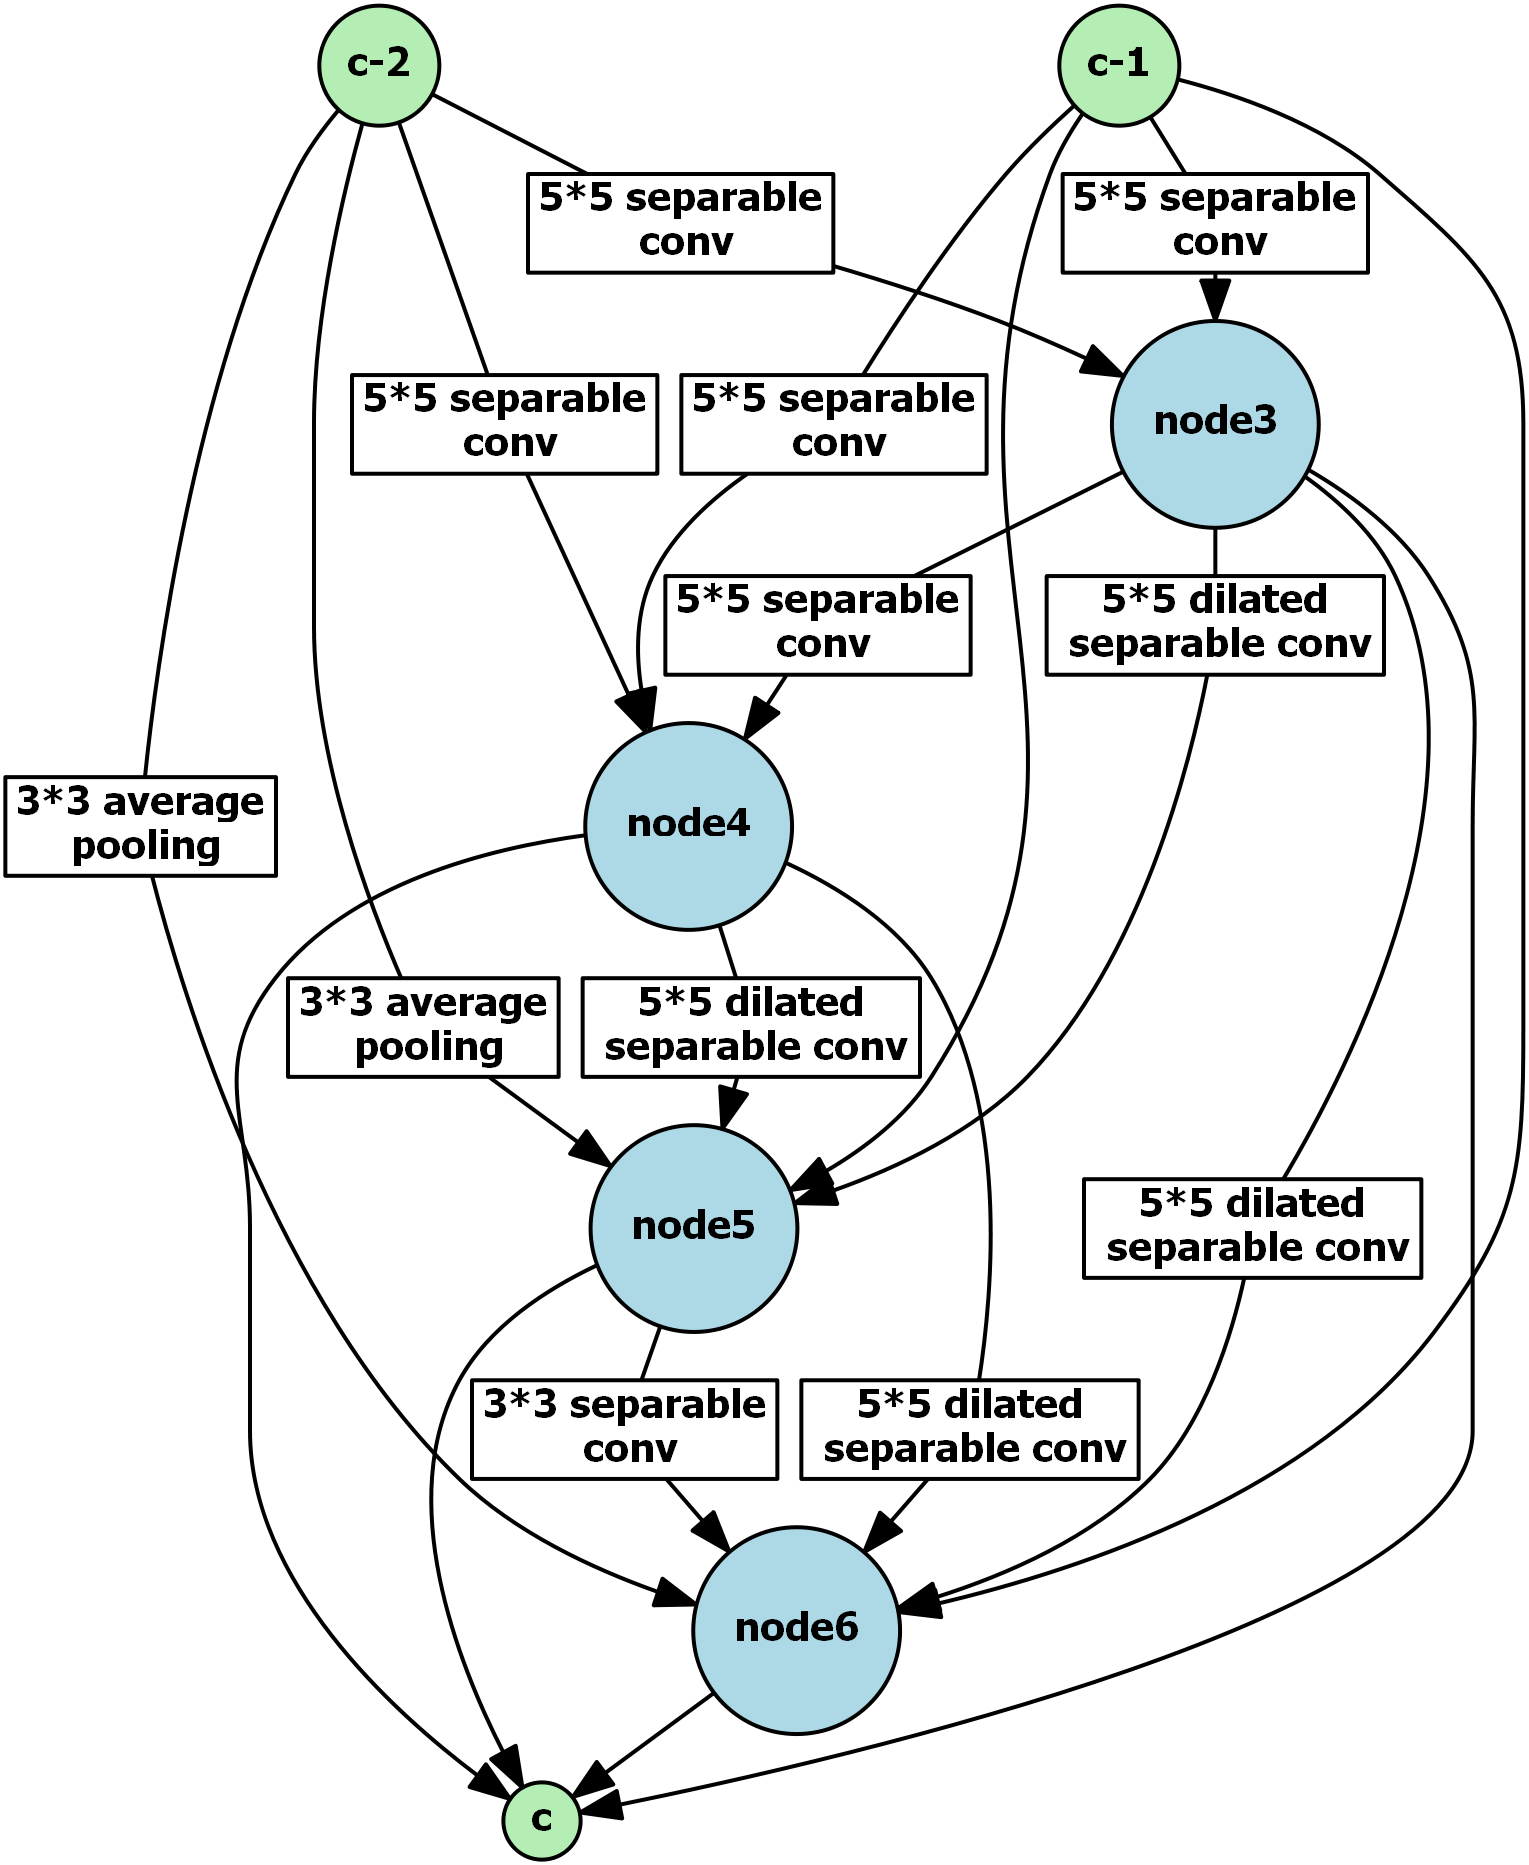 c-2
c-1
5*5 separable
conv
5*5 separable
conv
5*5 separable
conv
5*5 separable
conv
node3
5*5 separable
conv
5*5 dilated
separable conv
3*3 average
pooling
node4
3*3 average
pooling
5*5 dilated
separable conv
5*5 dilated
separable conv
node5
3*3 separable
conv
5*5 dilated
separable conv
node6
c